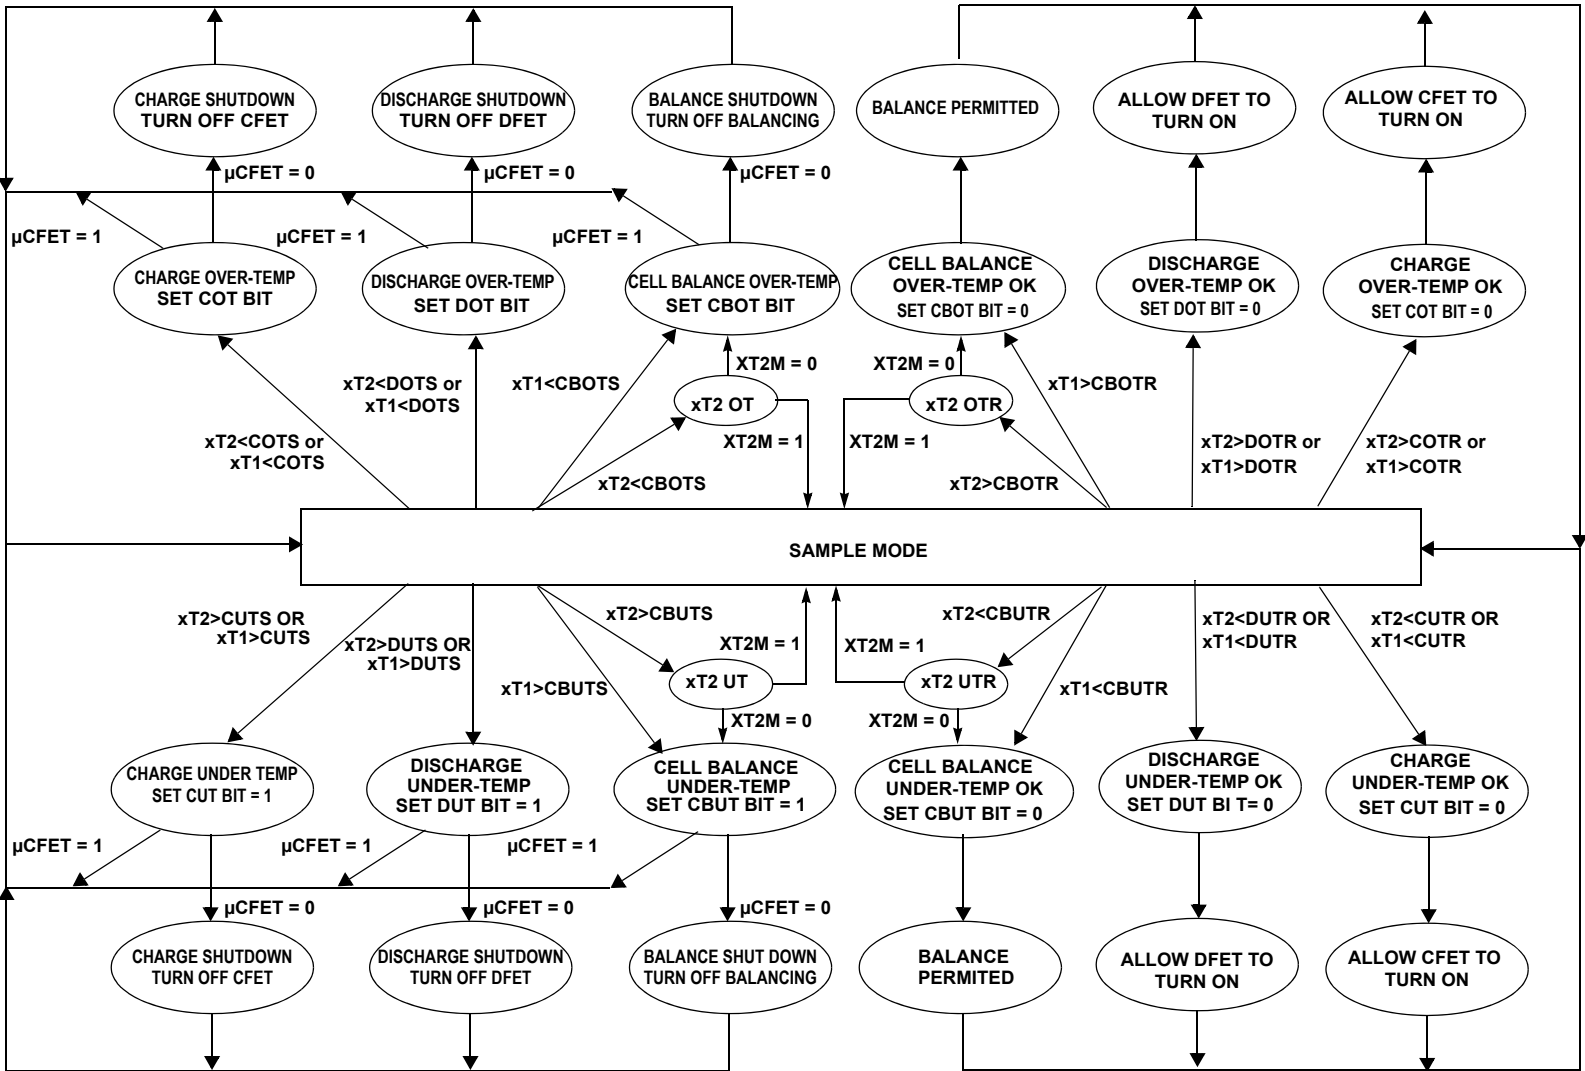 CHARGE SHUTDOWN
TURN OFF CFET
DISCHARGE SHUTDOWN
TURN OFF DFET
BALANCE SHUTDOWN
TURN OFF BALANCING
BALANCE PERMITTED
ALLOW DFET TO
TURN ON
ALLOW CFET TO
TURN ON
µCFET = 0
µCFET = 0
µCFET = 0
µCFET = 1
µCFET = 1
µCFET = 1
CHARGE OVER-TEMP
SET COT BIT
DISCHARGE OVER-TEMP
SET DOT BIT
CELL BALANCE OVER-TEMP
SET CBOT BIT
CELL BALANCE
OVER-TEMP OK
SET CBOT BIT = 0
DISCHARGE
OVER-TEMP OK
SET DOT BIT = 0
CHARGE
OVER-TEMP OK
SET COT BIT = 0
xT2<COTS or
xT1<COTS
xT2<DOTS or
xT1<DOTS
xT1<CBOTS
XT2M = 0
xT2 OT
XT2M = 1
xT2<CBOTS
XT2M = 0
xT2 OTR
XT2M = 1
xT2>CBOTR
xT1>CBOTR
xT2>DOTR or
xT1>DOTR
xT2>COTR or
xT1>COTR
SAMPLE MODE
xT2>CUTS OR
xT1>CUTS
xT2>DUTS OR
xT1>DUTS
xT2>CBUTS
XT2M = 1
xT2 UT
xT1>CBUTS
XT2M = 0
xT2<CBUTR
XT2M = 1
xT2 UTR
xT1<CBUTR
XT2M = 0
xT2<DUTR OR
xT1<DUTR
xT2<CUTR OR
xT1<CUTR
CHARGE UNDER TEMP
SET CUT BIT = 1
DISCHARGE
UNDER-TEMP
SET DUT BIT = 1
CELL BALANCE
UNDER-TEMP
SET CBUT BIT = 1
CELL BALANCE
UNDER-TEMP OK
SET CBUT BIT = 0
DISCHARGE
UNDER-TEMP OK
SET DUT BI T= 0
CHARGE
UNDER-TEMP OK
SET CUT BIT = 0
µCFET = 1
µCFET = 1
µCFET = 1
µCFET = 0
µCFET = 0
µCFET = 0
CHARGE SHUTDOWN
TURN OFF CFET
DISCHARGE SHUTDOWN
TURN OFF DFET
BALANCE SHUT DOWN
TURN OFF BALANCING
BALANCE
PERMITED
ALLOW DFET TO
TURN ON
ALLOW CFET TO
TURN ON